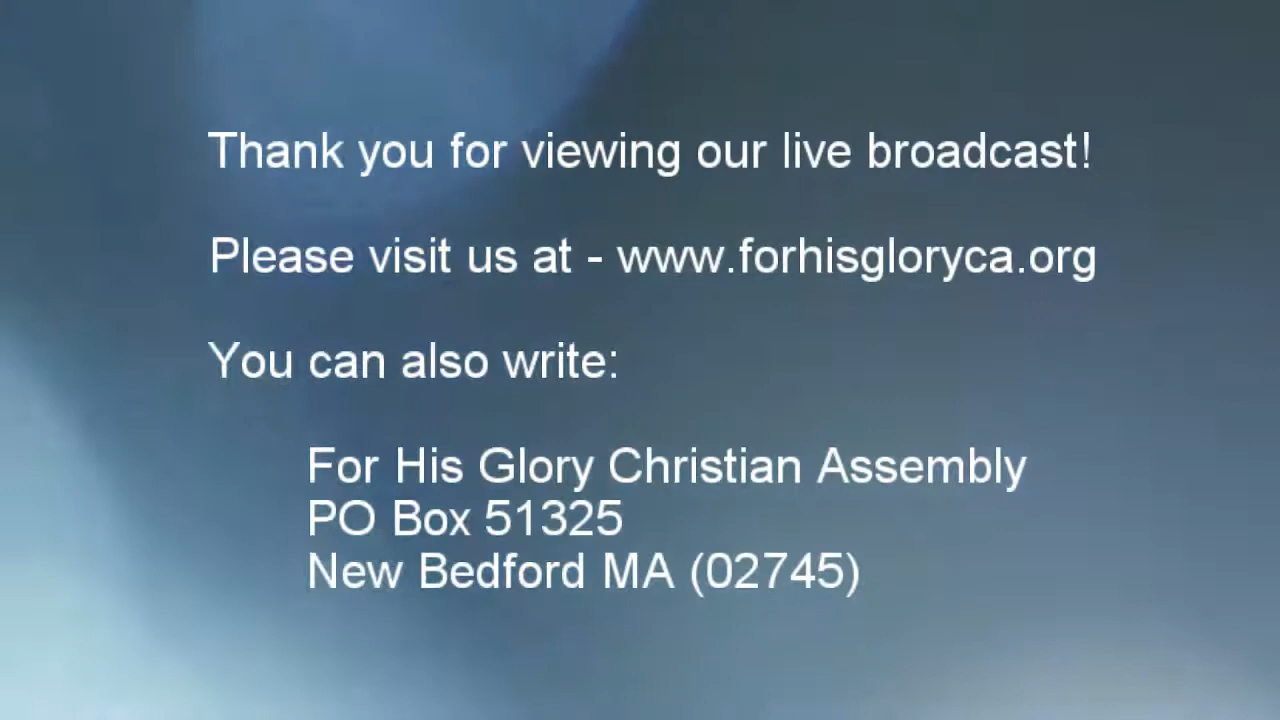 Thank you for viewing our live broadcast!
Please visit us at - www.forhisgloryca.org
You can also write:
For His Glory Christian Assembly
PO Box 51325
New Bedford MA (02745)